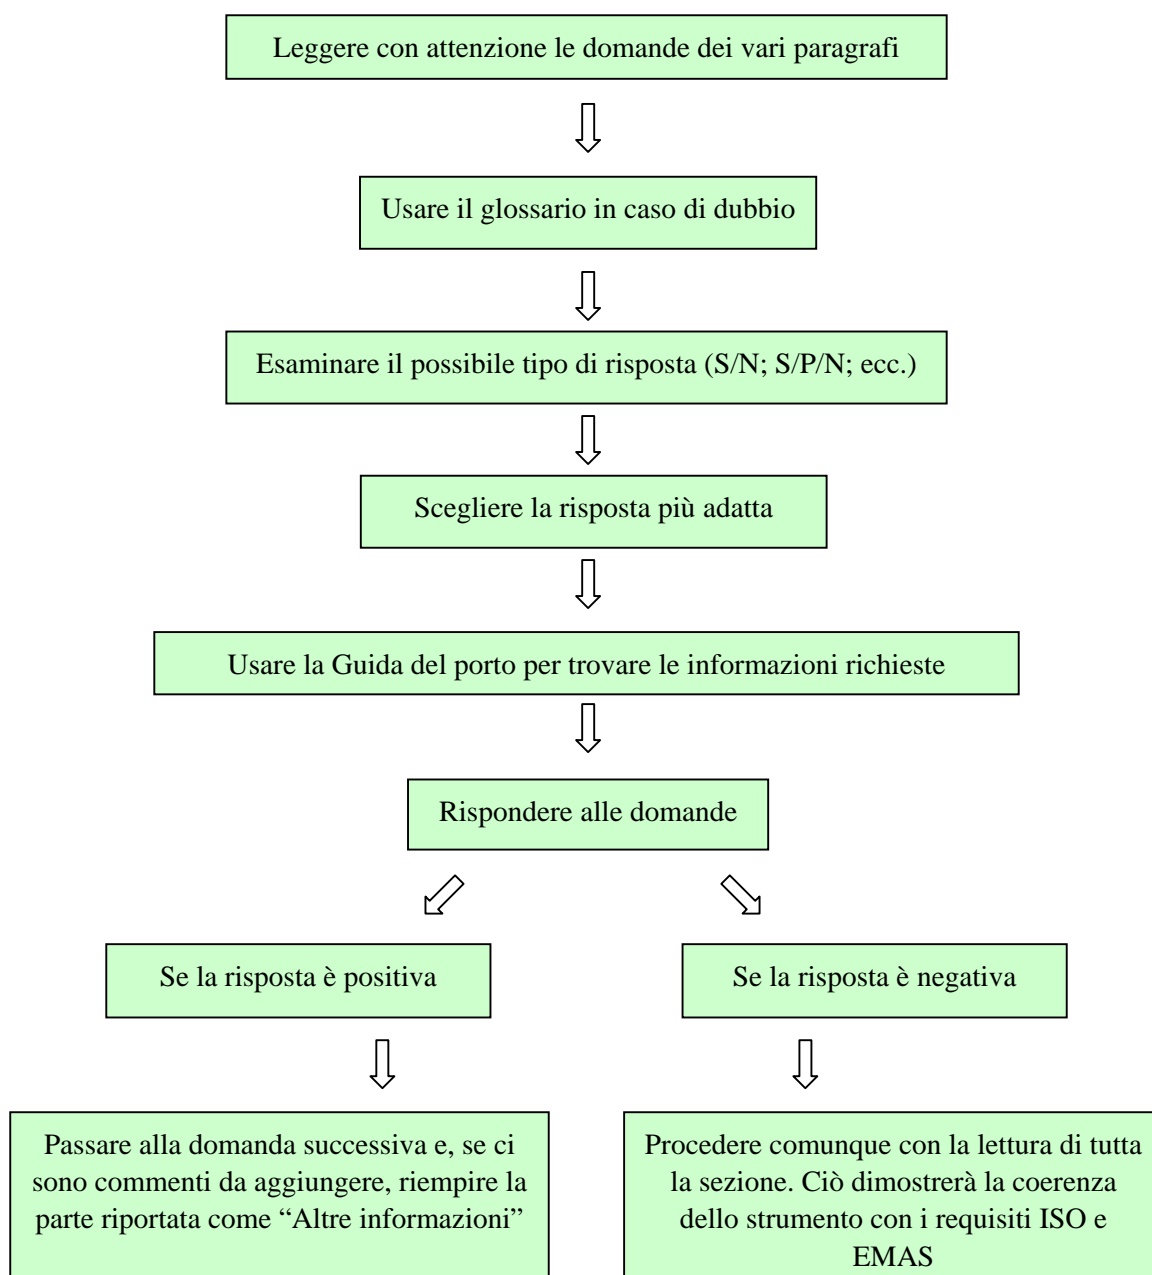 Leggere con attenzione le domande dei vari paragrafi
Usare il glossario in caso di dubbio
Esaminare il possibile tipo di risposta (S/N; S/P/N; ecc.)
Scegliere la risposta più adatta
Usare la Guida del porto per trovare le informazioni richieste
Rispondere alle domande
Se la risposta è positiva
Se la risposta è negativa
Passare alla domanda successiva e, se ci
sono commenti da aggiungere, riempire la
parte riportata come “Altre informazioni”
Procedere comunque con la lettura di tutta
la sezione. Ciò dimostrerà la coerenza
dello strumento con i requisiti ISO e
EMAS